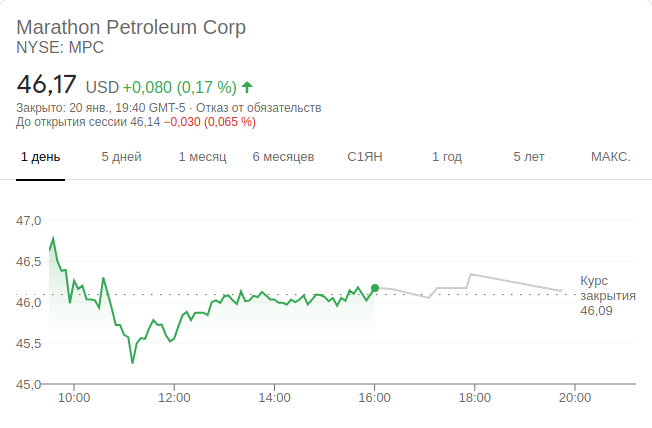 Marathon Petroleum Corp
NYSE: MPC
46,17 USD +0,080 (0,17 %)
Закрыто: 20 янв., 19:40 GMT-5 · Отказ от обязательств
До открытия сессии 46,14 −0,030 (0,065 %)
1 день 5 дней 1 месяц 6 месяцев С1ЯН 1 год 5 лет МАКС.
47,0
46,5
46,0
45,5
45,0
Курс
закрытия
46,09
10:00 12:00 14:00 16:00 18:00 20:00